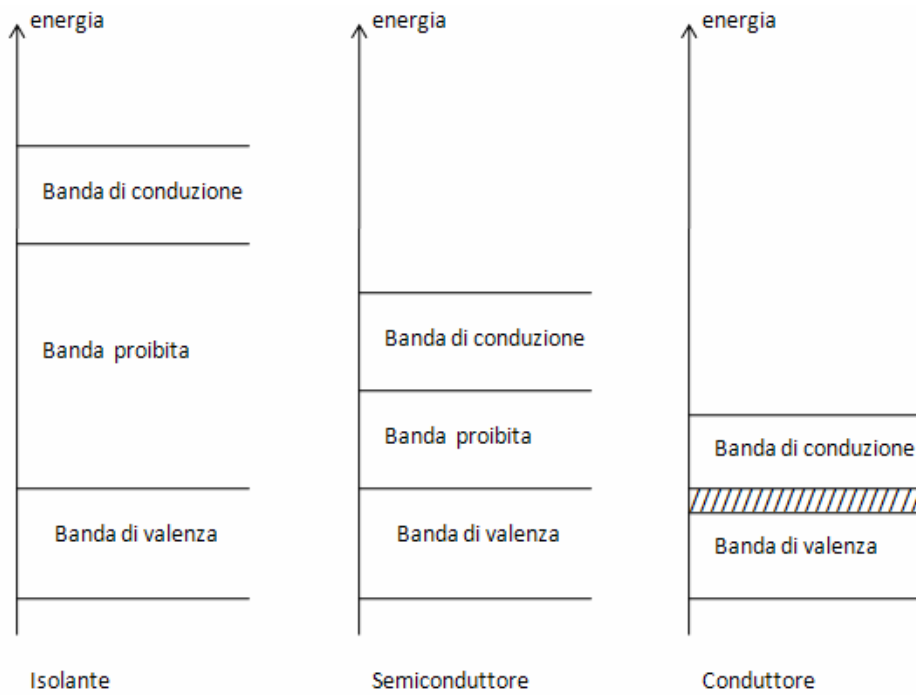 energia
energia
energia
Banda di conduzione
Banda proibita
Banda di valenza
Banda di conduzione
Banda proibita
Banda di valenza
Banda di conduzione
Banda di valenza
Isolante
Semiconduttore
Conduttore